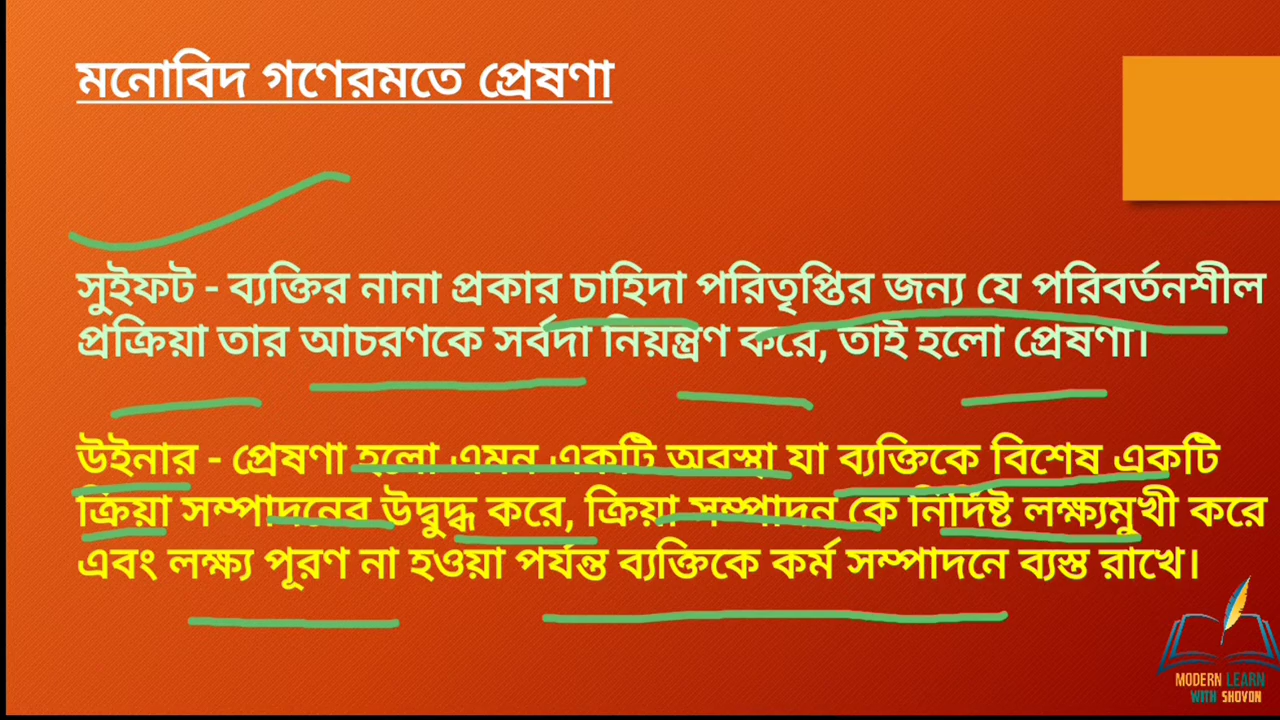 মনোবিদ গণেরমতে প্রেষণা
সুইফট - ব্যক্তির নানা প্রকার চাহিদা পরিতৃপ্তির জন্য যে পরিবর্তনশীল
প্রক্রিয়া তার আচরণকে সর্বদা নিয়ন্ত্রণ করে, তাই হলো প্রেষণা।
উইনার - প্রেষণা হলো এমন একটি অবস্থা যা ব্যক্তিকে বিশেষ একটি
ক্রিয়া সম্পাদনের উদ্বুদ্ধ করে, ক্রিয়া সম্পাদন কে নির্দিষ্ট লক্ষ্যমুখী করে
এবং লক্ষ্য পূরণ না হওয়া পর্যন্ত ব্যক্তিকে কর্ম সম্পাদনে ব্যস্ত রাখে।
MODERN LEARN
WITH SHOVON